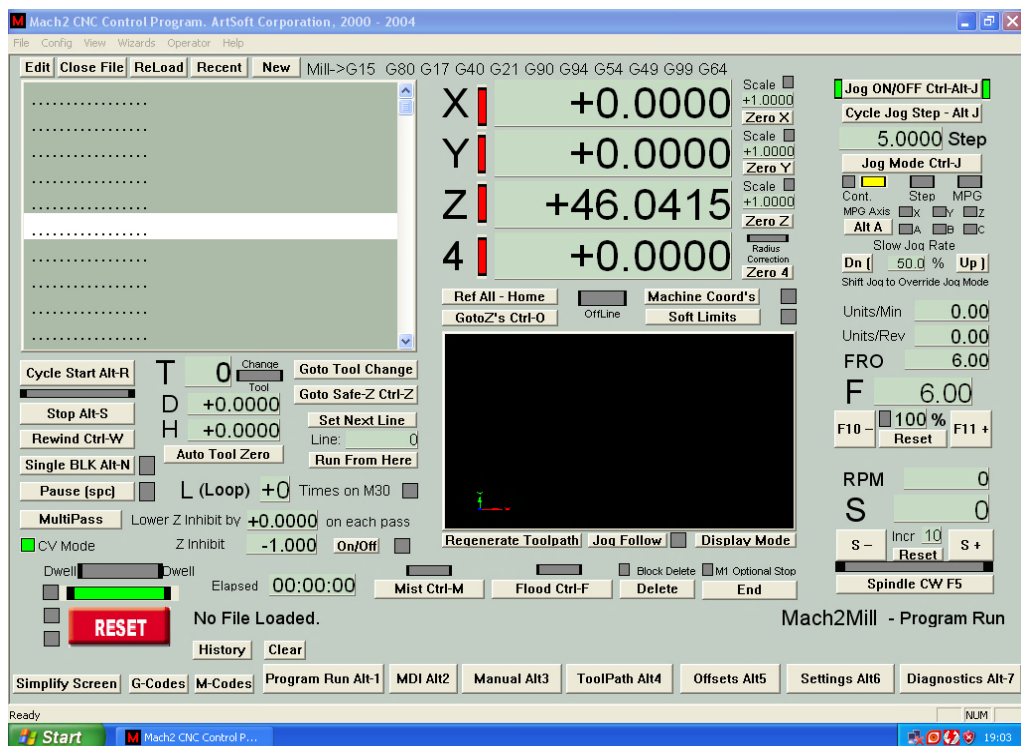 Mach2 CNC Control Program. ArtSoft Corporation, 2000 - 2004
File Config View Wizards Operator Help
Edit Close File ReLoad Recent New Mill->G15 G80 G17 G40 G21 G90 G94 G54 G49 G99 G64
................
................
................
................
................
................
................
................
................
................
X +0.0000 Scale +1.0000 Zero X
Y +0.0000 Scale +1.0000 Zero Y
Z +46.0415 Scale +1.0000 Zero Z
4 +0.0000 Radius Correction Zero 4
Ref All - Home OffLine Machine Coord's
GotoZ's Ctrl-O Soft Limits
Jog ON/OFF Ctrl-Alt-J
Cycle Jog Step - Alt J
5.0000 Step
Jog Mode Ctrl-J
Cont. Step MPG
MPG Axis X Y Z
Alt A A B C
Slow Jog Rate
Dn ( 50.0 % Up )
Shift Jog to Override Jog Mode
Units/Min 0.00
Units/Rev 0.00
FRO 6.00
F 6.00
F10 - 100 % F11 +
Reset
RPM 0
S 0
S - Incr 10 S +
Reset
Spindle CW F5
Cycle Start Alt-R T 0 Change Tool Goto Tool Change
Stop Alt-S D +0.0000 Goto Safe-Z Ctrl-Z
Rewind Ctrl-W H +0.0000 Set Next Line
Line: 0
Single BLK Alt-N Auto Tool Zero Run From Here
Pause (spc) L (Loop) +0 Times on M30
MultiPass Lower Z Inhibit by +0.0000 on each pass
CV Mode Z Inhibit -1.000 On/Off
Regenerate Toolpath Jog Follow Display Mode
Dwell Dwell Elapsed 00:00:00
Mist Ctrl-M Flood Ctrl-F
Block Delete M1 Optional Stop
Delete End
RESET No File Loaded. Mach2Mill - Program Run
History Clear
Simplify Screen G-Codes M-Codes Program Run Alt-1 MDI Alt2 Manual Alt3 ToolPath Alt4 Offsets Alt5 Settings Alt6 Diagnostics Alt-7
Ready NUM
Start M Mach2 CNC Control P... 19:03